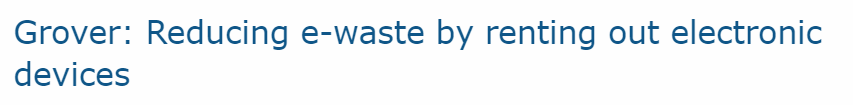 Grover: Reducing e-waste by renting out electronic
devices